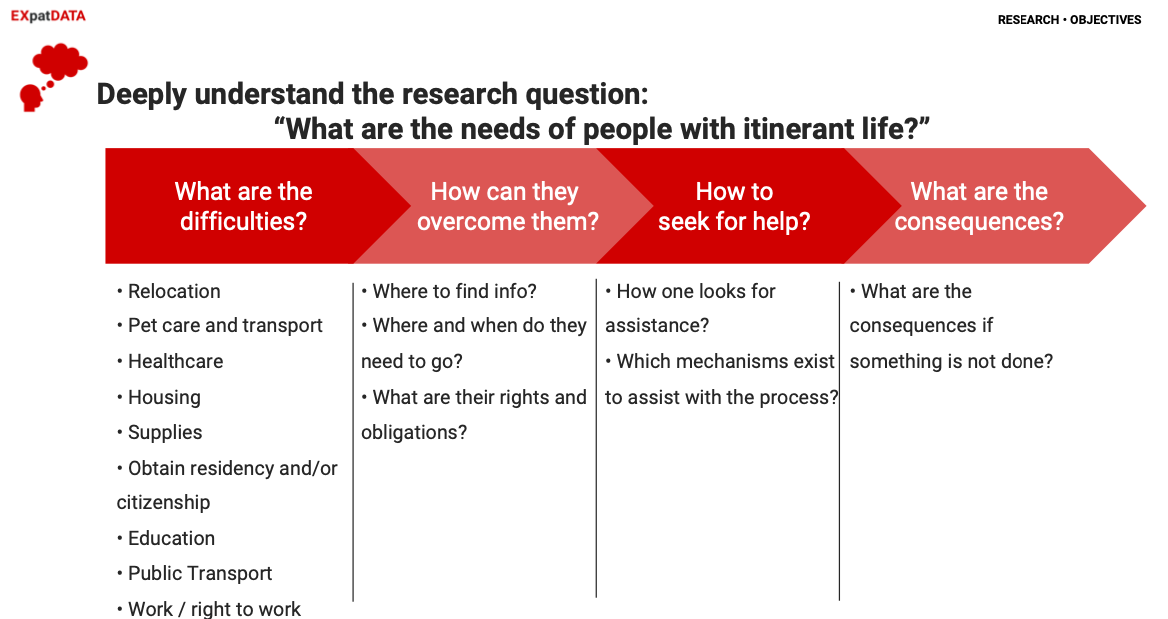 EXpatDATA
RESEARCH • OBJECTIVES
Deeply understand the research question:
“What are the needs of people with itinerant life?”
What are the
difficulties?
How can they
overcome them?
How to
seek for help?
What are the
consequences?
• Relocation
• Pet care and transport
• Healthcare
• Housing
• Supplies
• Obtain residency and/or
citizenship
• Education
• Public Transport
• Work / right to work
• Where to find info?
• Where and when do they
need to go?
• What are their rights and
obligations?
• How one looks for
assistance?
• Which mechanisms exist
to assist with the process?
• What are the
consequences if
something is not done?